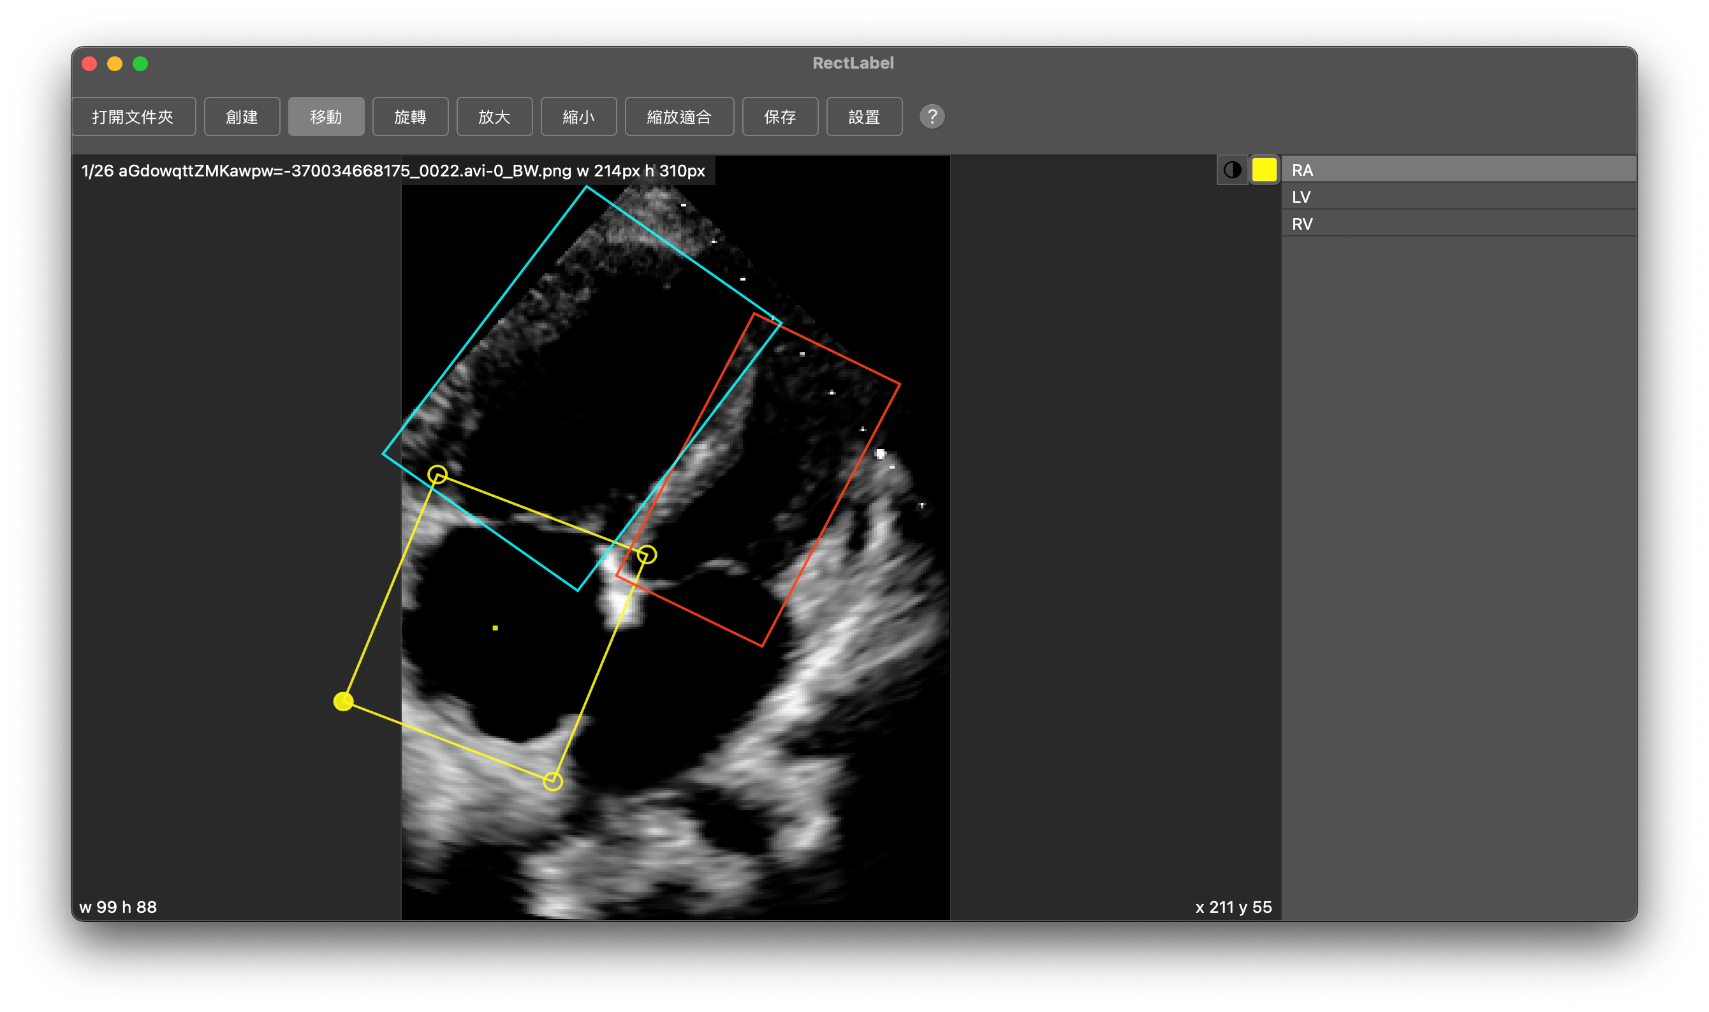 RectLabel
打開文件夾 創建 移動 旋轉 放大 縮小 縮放適合 保存 設置 ?
1/26 aGdowqttZMKawpw=-370034668175_0022.avi-0_BW.png w 214px h 310px
RA
LV
RV
w 99 h 88
x 211 y 55